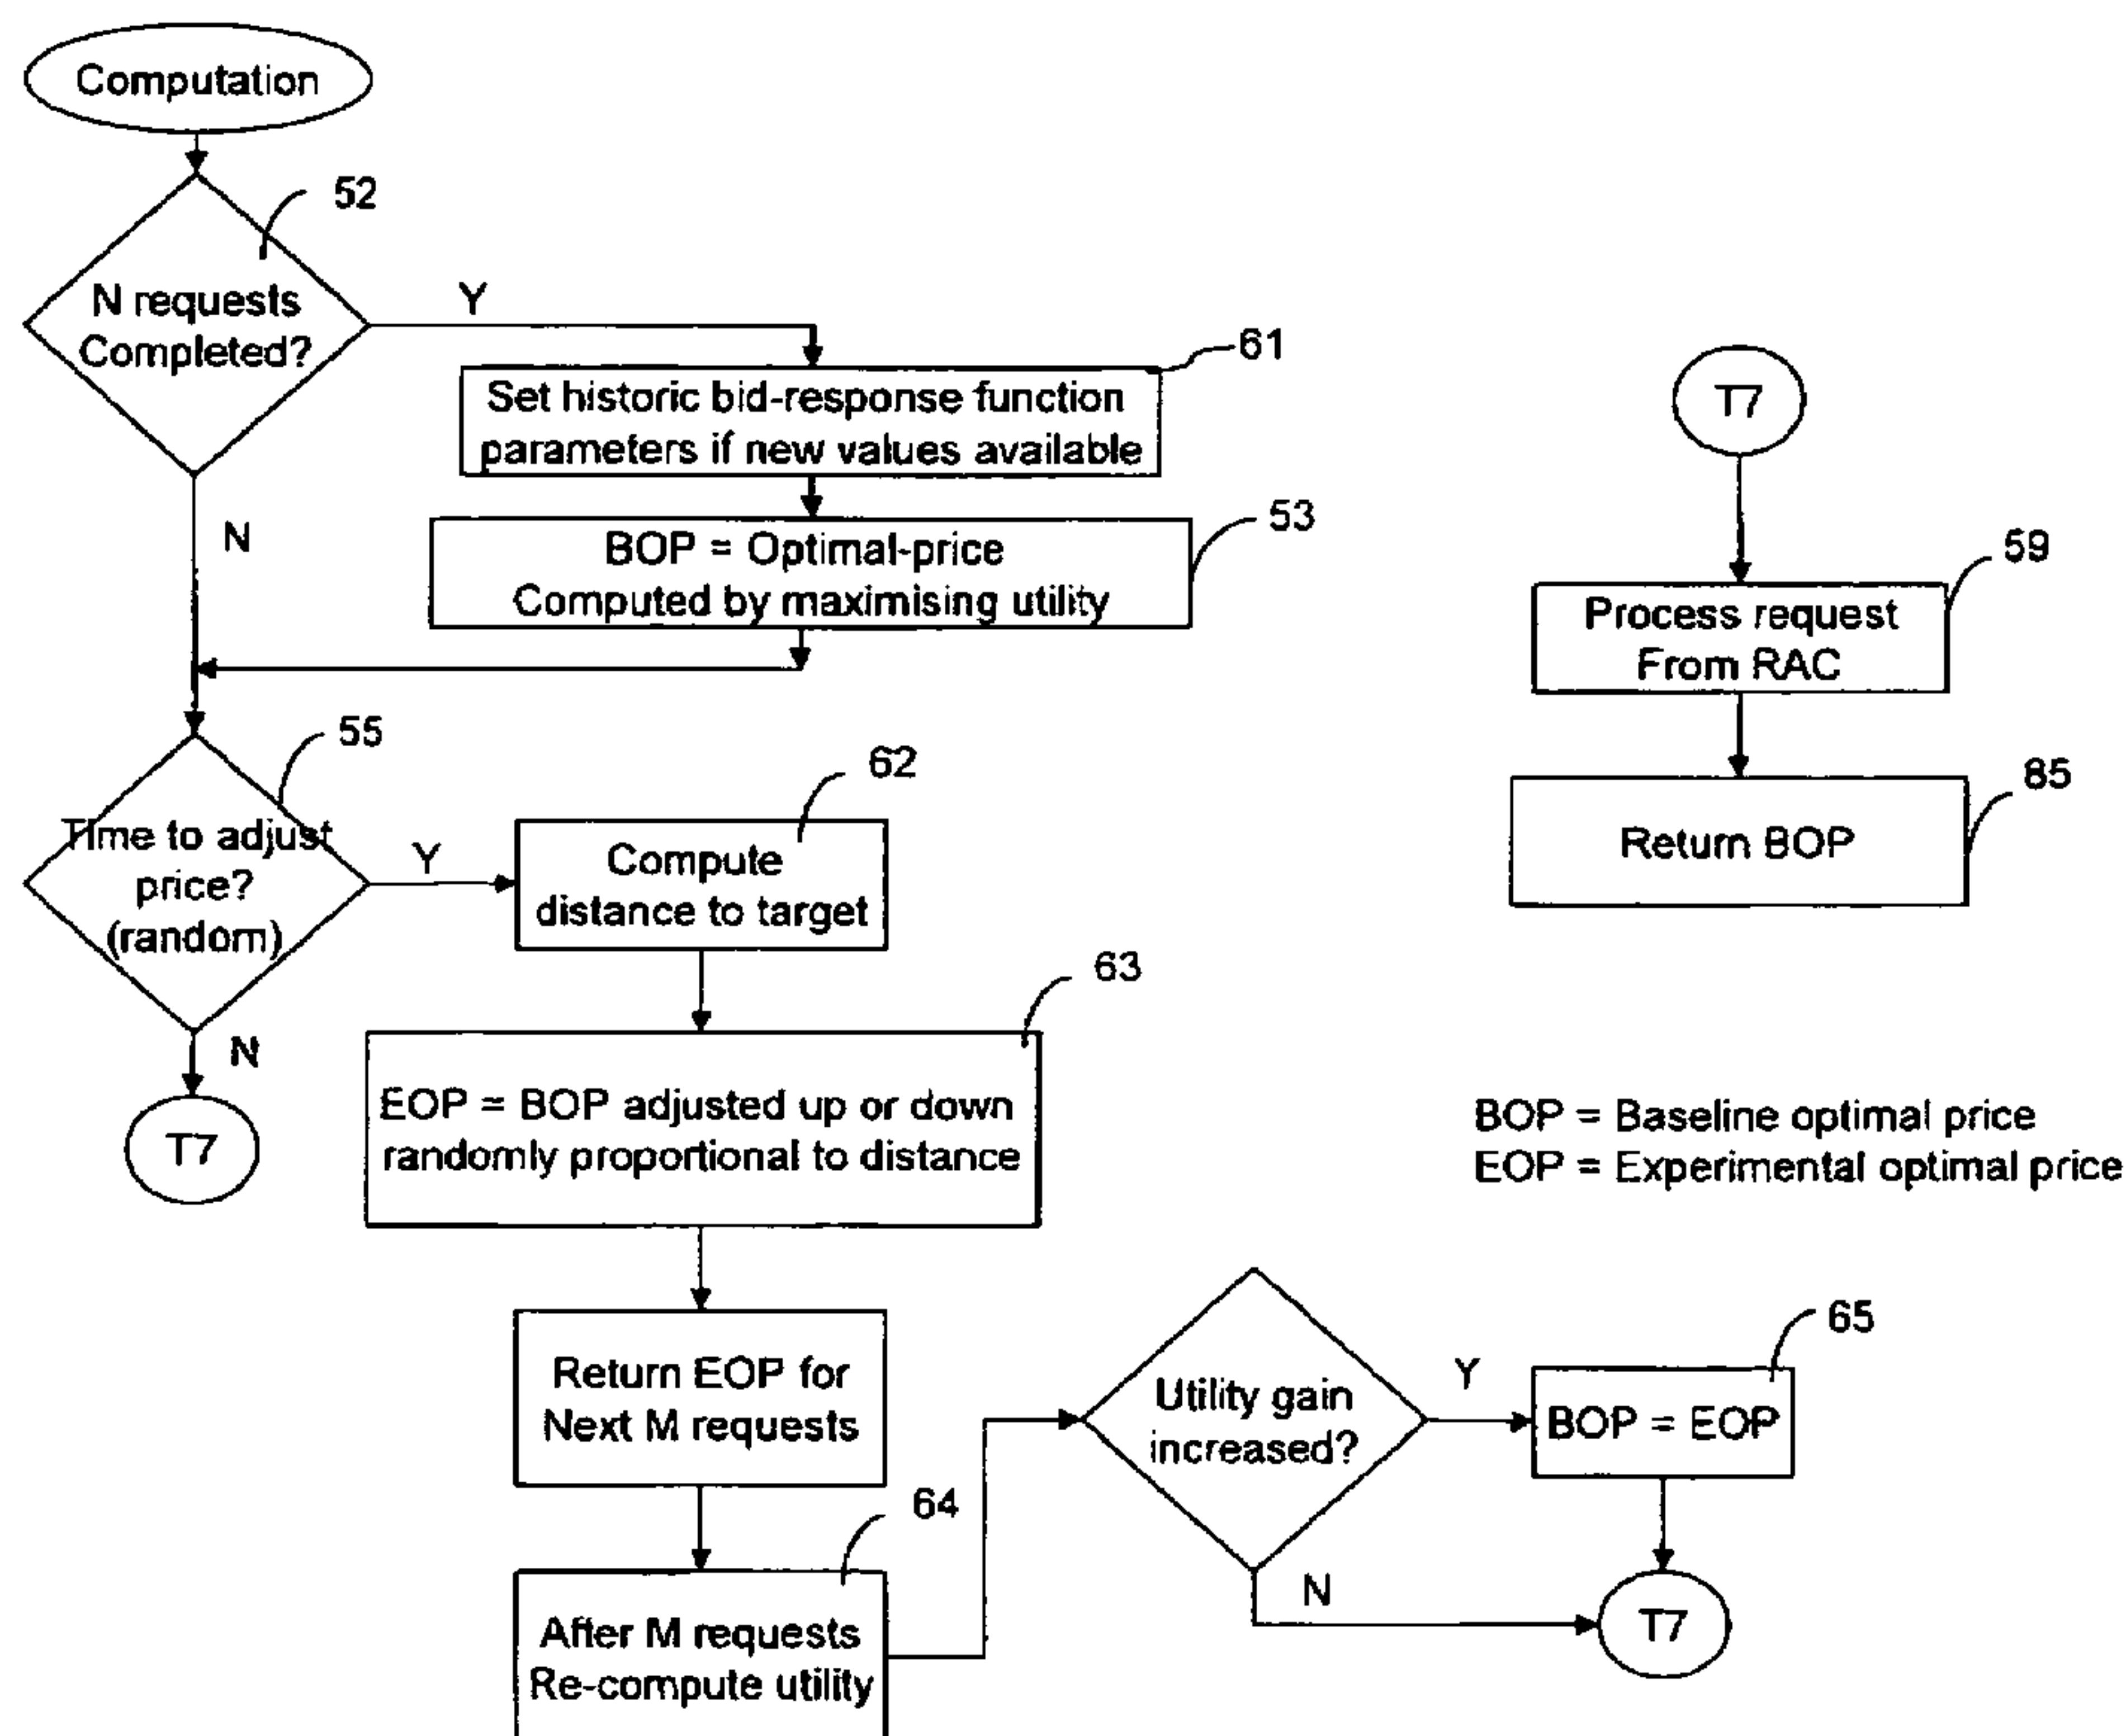 Computation
52
N requests
Completed?
Y
61
Set historic bid-response function
parameters if new values available
N
53
BOP = Optimal-price
Computed by maximising utility
55
Time to adjust
price?
(random)
Y
62
Compute
distance to target
N
T7
63
EOP = BOP adjusted up or down
randomly proportional to distance
Return EOP for
Next M requests
64
After M requests
Re-compute utility
Utility gain
increased?
Y
65
BOP = EOP
N
T7
T7
59
Process request
From RAC
85
Return BOP
BOP = Baseline optimal price
EOP = Experimental optimal price